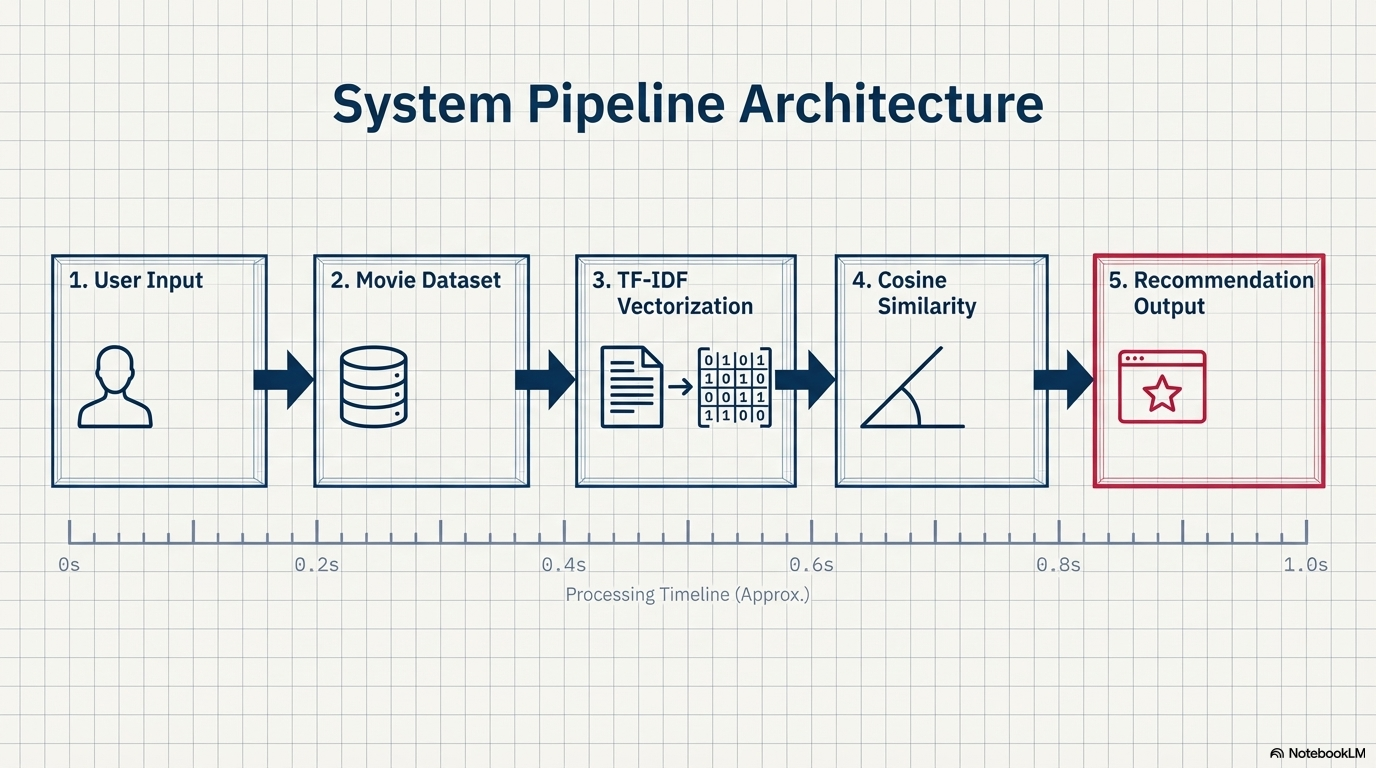 System Pipeline Architecture
1. User Input
2. Movie Dataset
3. TF-IDF
Vectorization
4. Cosine
Similarity
5. Recommendation
Output
0 1 0 1
1 0 1 0
0 0 1 1
1 1 0 0
0s
0.2s
0.4s
0.6s
0.8s
1.0s
Processing Timeline (Approx.)
NotebookLM